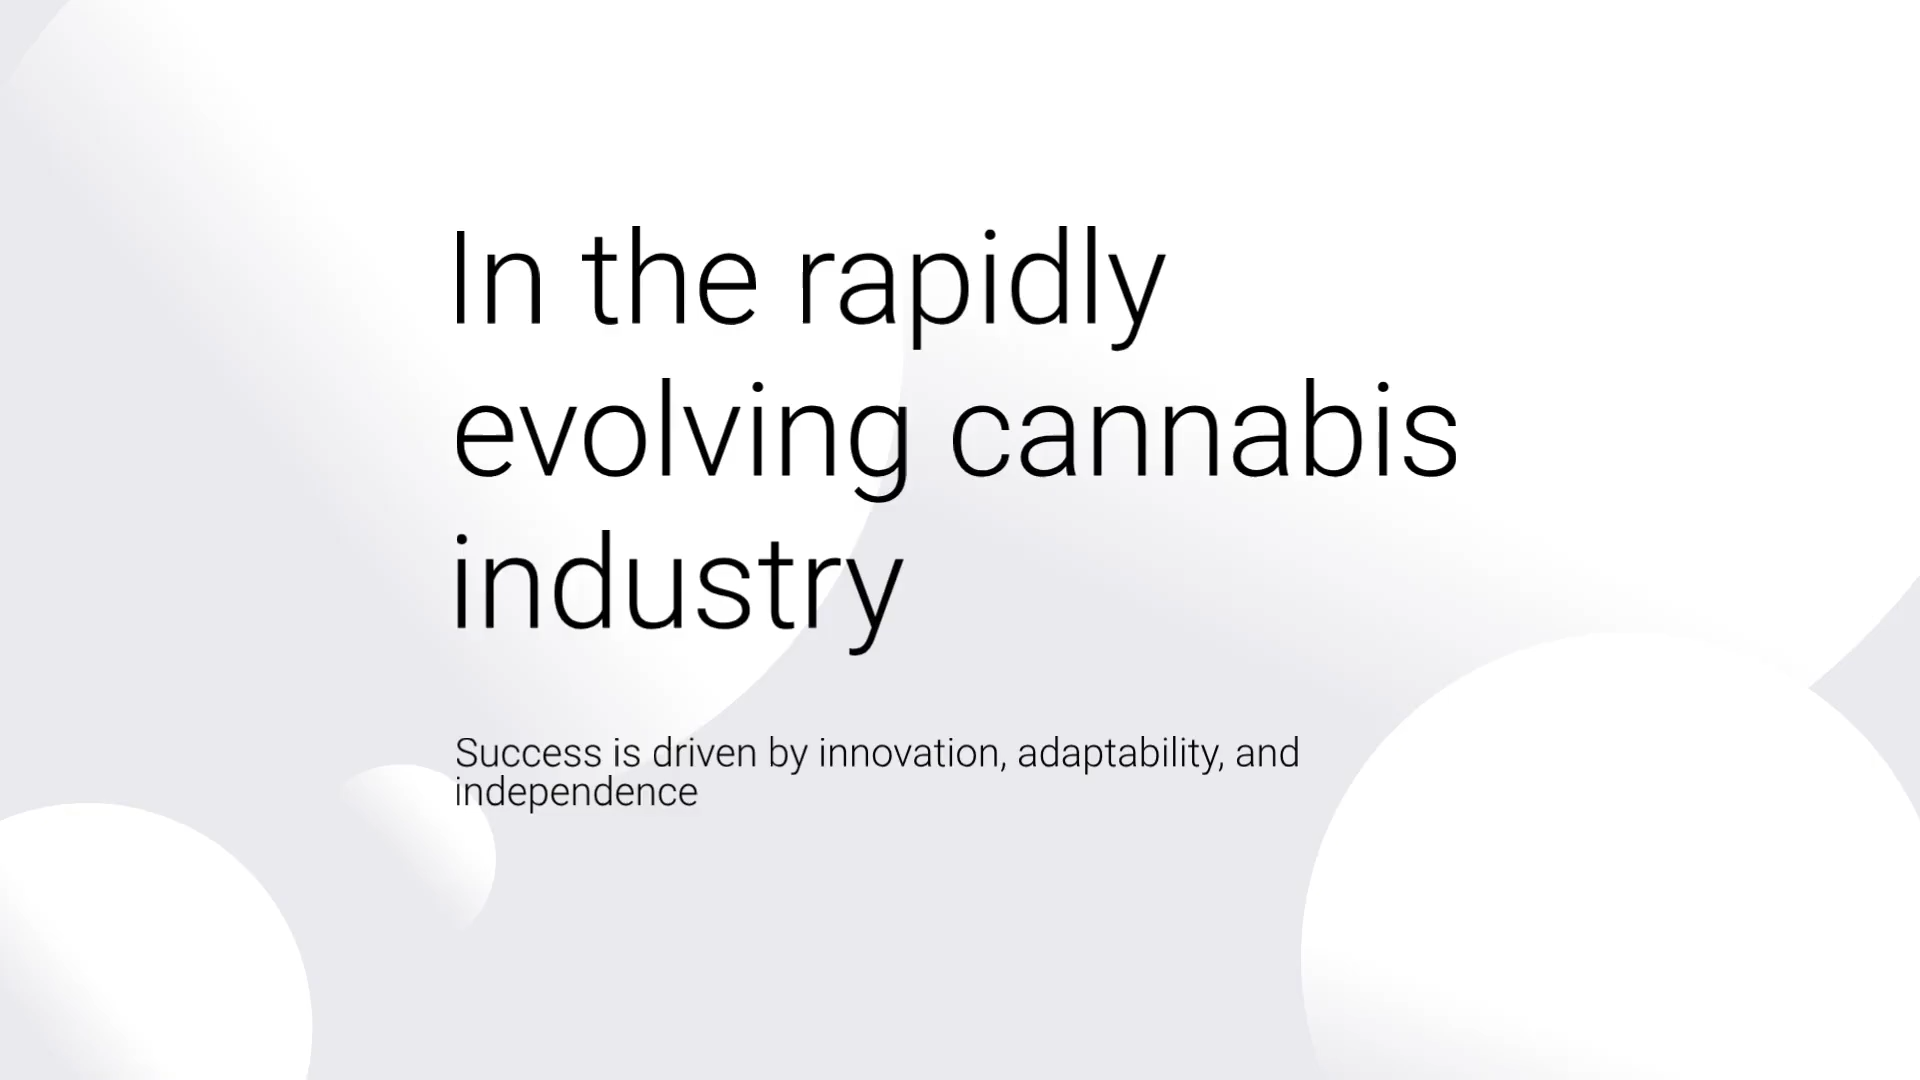 In the rapidly
evolving cannabis
industry
Success is driven by innovation, adaptability, and
independence